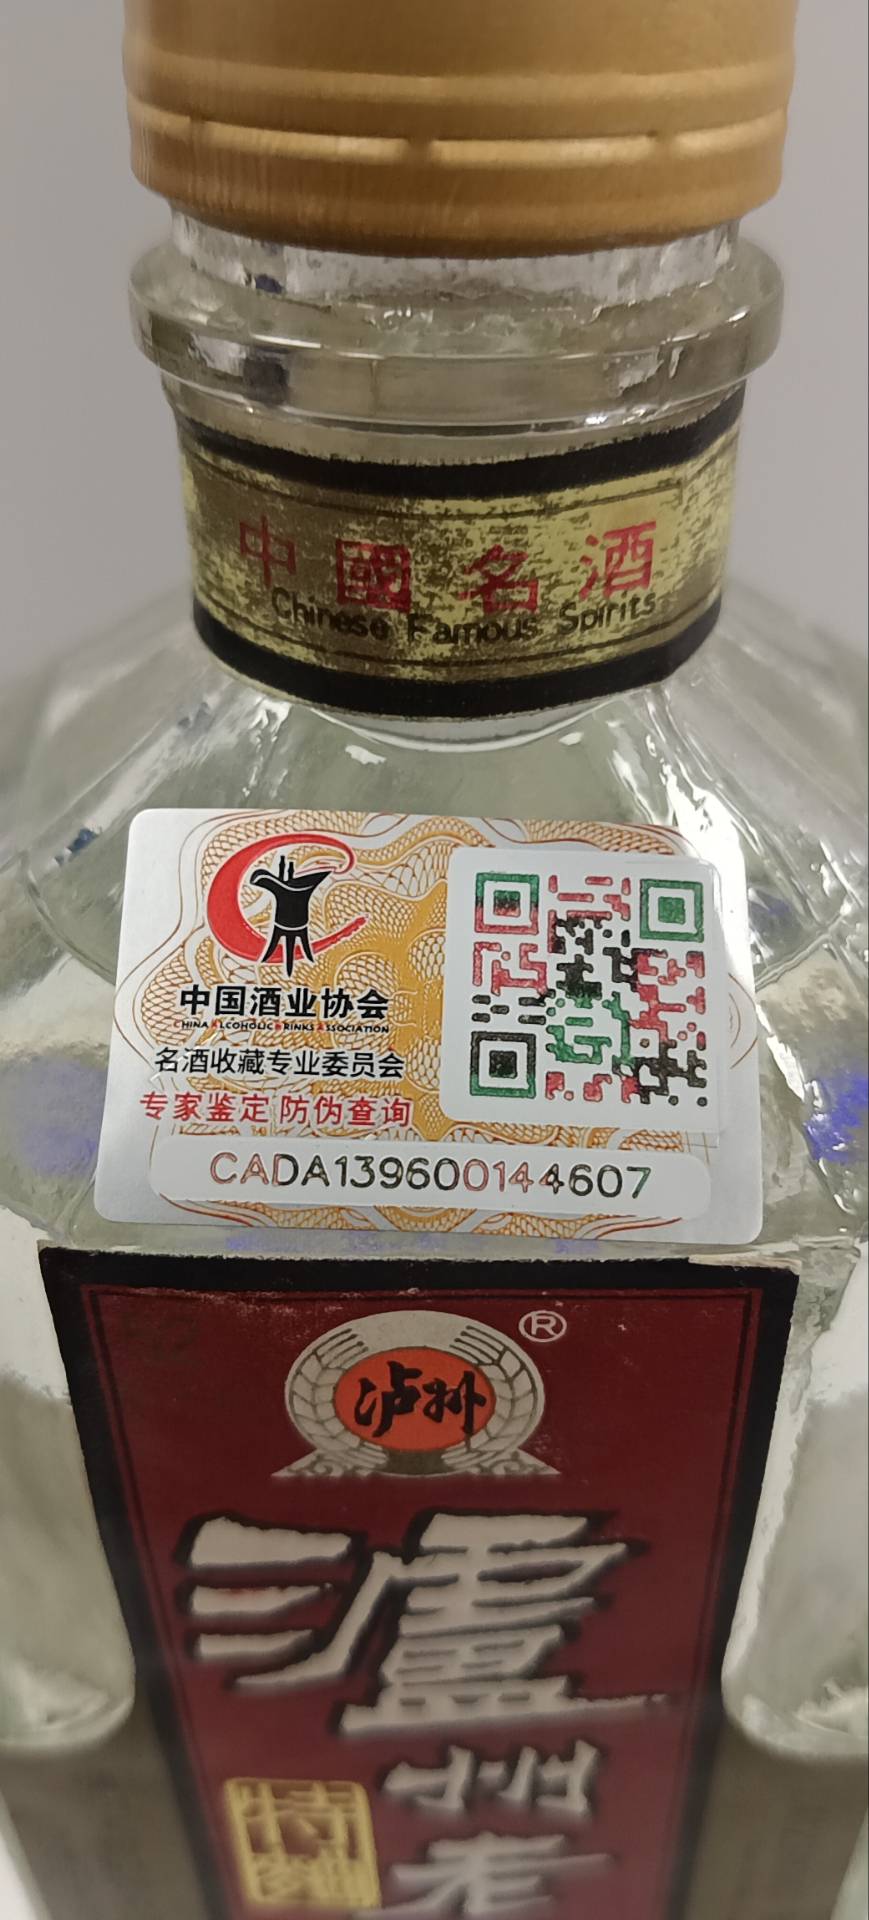 中國名酒
Chinese Famous Spirits
中国酒业协会
CHINA ALCOHOLIC DRINKS ASSOCIATION
名酒收藏专业委员会
专家鉴定 防伪查询
CADA139600144607
®
泸州
瀘州老
特麯